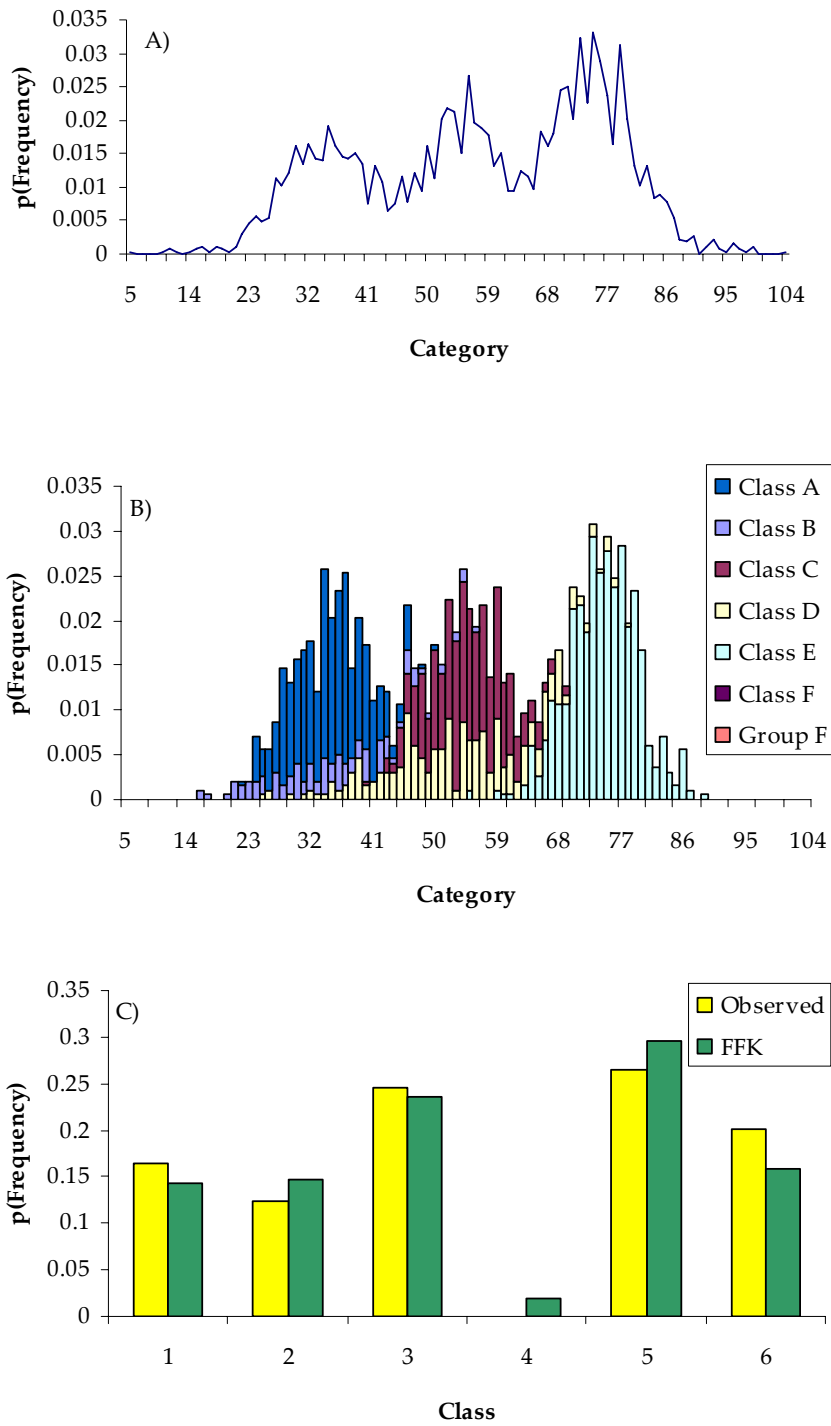 A)
p(Frequency)
0.035
0.03
0.025
0.02
0.015
0.01
0.005
0
5 14 23 32 41 50 59 68 77 86 95 104
Category
B)
p(Frequency)
0.035
0.03
0.025
0.02
0.015
0.01
0.005
0
5 14 23 32 41 50 59 68 77 86 95 104
Category
Class A
Class B
Class C
Class D
Class E
Class F
Group F
C)
p(Frequency)
0.35
0.3
0.25
0.2
0.15
0.1
0.05
0
1 2 3 4 5 6
Class
Observed
FFK